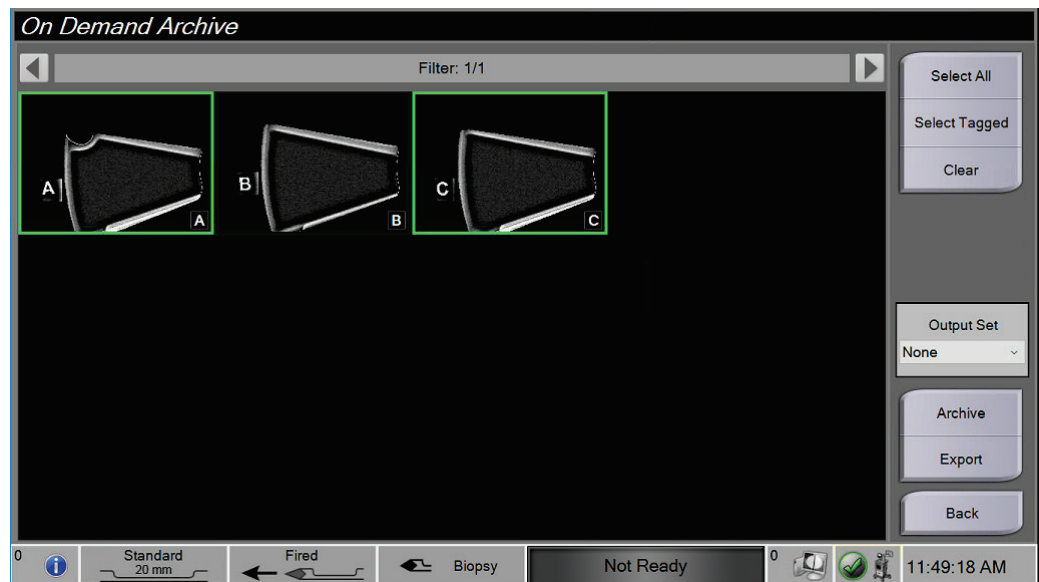 On Demand Archive
Filter: 1/1
Select All
Select Tagged
Clear
A
A
B
B
C
C
Output Set
None
Archive
Export
Back
0
Standard
20 mm
Fired
Biopsy
Not Ready
0
11:49:18 AM